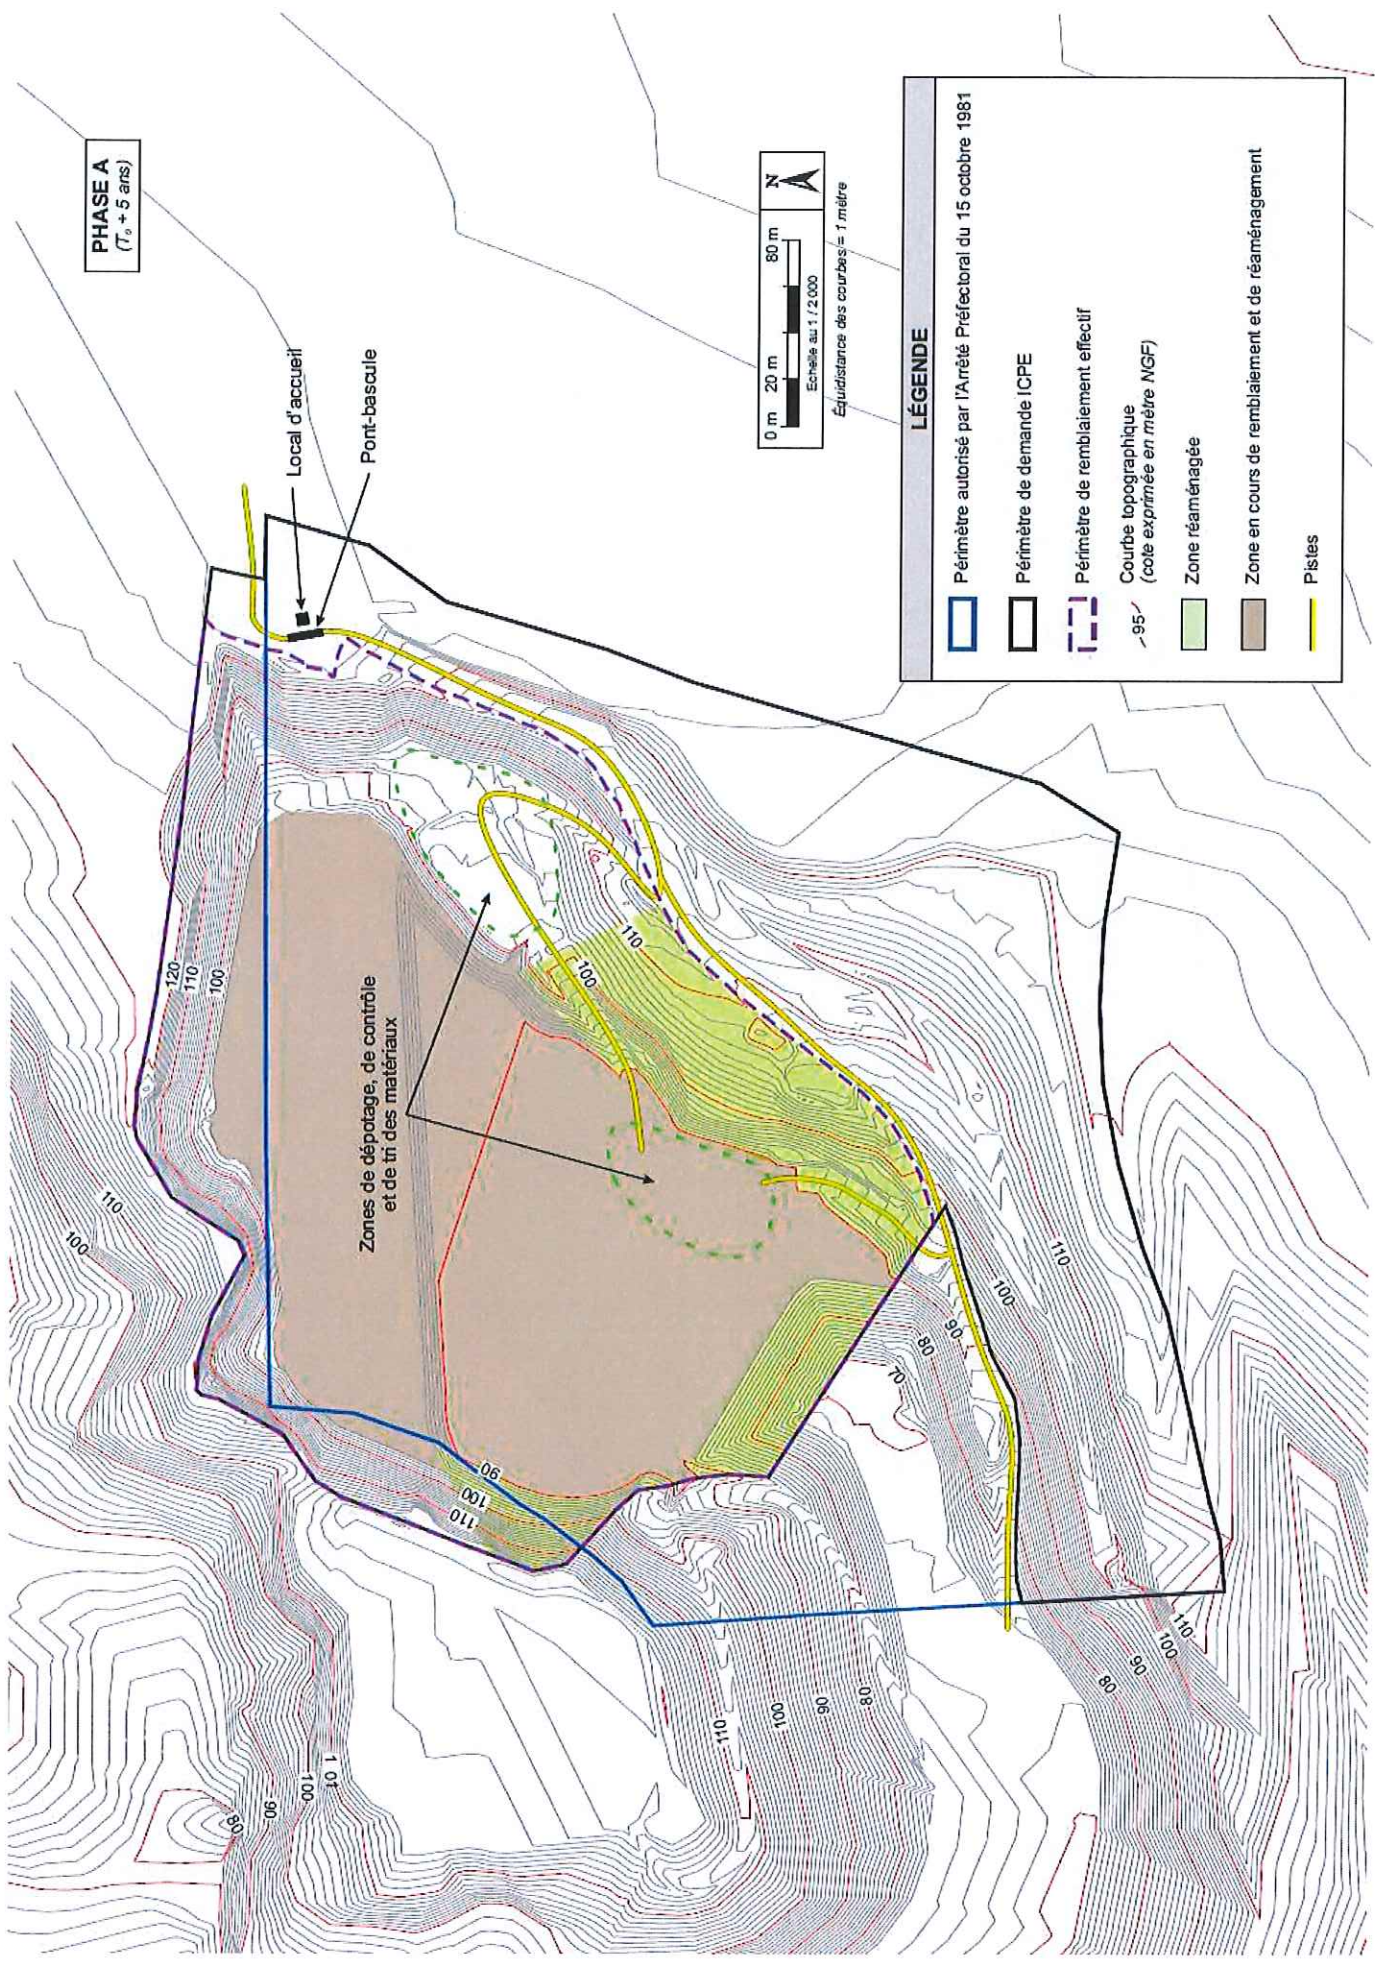 PHASE A
(T₀ + 5 ans)
Local d'accueil
Pont-bascule
Zones de dépotage, de contrôle
et de tri des matériaux
120
110
100
110
100
100
110
90
100
110
90
80
70
100
110
110
100
90
80
110
100
90
80
80
90
100
1 01
0 m
20 m
80 m
N
Echelle au 1 / 2 000
Équidistance des courbes = 1 mètre
LÉGENDE
Périmètre autorisé par l'Arrêté Préfectoral du 15 octobre 1981
Périmètre de demande ICPE
Périmètre de remblaiement effectif
95
Courbe topographique
(cote exprimée en mètre NGF)
Zone réaménagée
Zone en cours de remblaiement et de réaménagement
Pistes